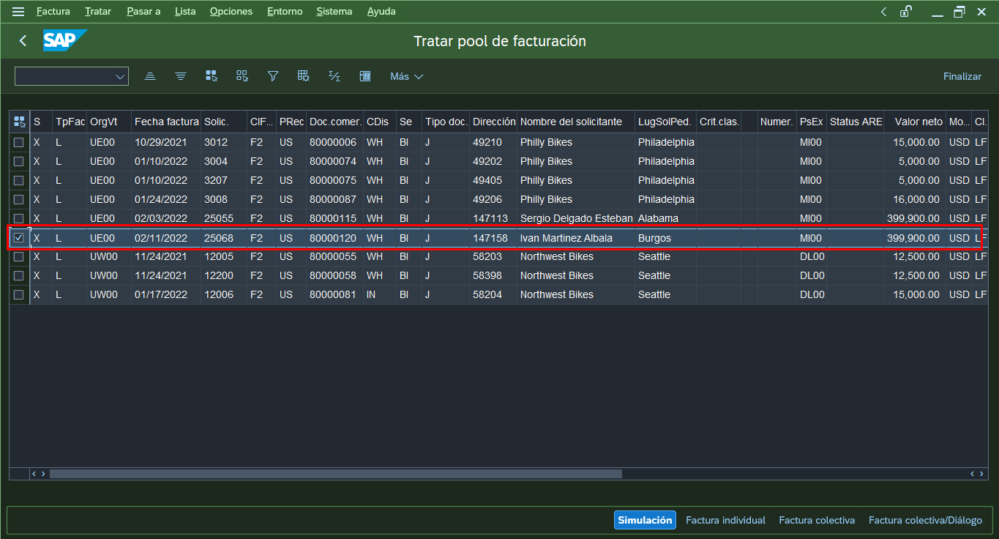 Factura Tratar Pasar a Lista Opciones Entorno Sistema Ayuda
SAP Tratar pool de facturación
Más Finalizar
S TpFac OrgVt Fecha factura Solic. ClF... PRec Doc.comer. CDis Se Tipo doc. Dirección Nombre del solicitante LugSolPed. Crit.clas. Numer. PsEx Status ARE Valor neto Mo... Cl.
X L UE00 10/29/2021 3012 F2 US 80000006 WH BI J 49210 Philly Bikes Philadelphia MI00 15,000.00 USD LF
X L UE00 01/10/2022 3004 F2 US 80000074 WH BI J 49202 Philly Bikes Philadelphia MI00 5,000.00 USD LF
X L UE00 01/10/2022 3207 F2 US 80000075 WH BI J 49405 Philly Bikes Philadelphia MI00 5,000.00 USD LF
X L UE00 01/24/2022 3008 F2 US 80000087 WH BI J 49206 Philly Bikes Philadelphia MI00 16,000.00 USD LF
X L UE00 02/03/2022 25055 F2 US 80000115 WH BI J 147113 Sergio Delgado Esteban Alabama MI00 399,900.00 USD LF
X L UE00 02/11/2022 25068 F2 US 80000120 WH BI J 147158 Ivan Martinez Albala Burgos MI00 399,900.00 USD LF
X L UW00 11/24/2021 12005 F2 US 80000055 WH BI J 58203 Northwest Bikes Seattle DL00 12,500.00 USD LF
X L UW00 11/24/2021 12200 F2 US 80000058 WH BI J 58398 Northwest Bikes Seattle DL00 12,500.00 USD LF
X L UW00 01/17/2022 12006 F2 US 80000081 IN BI J 58204 Northwest Bikes Seattle DL00 15,000.00 USD LF
Simulación Factura individual Factura colectiva Factura colectiva/Diálogo